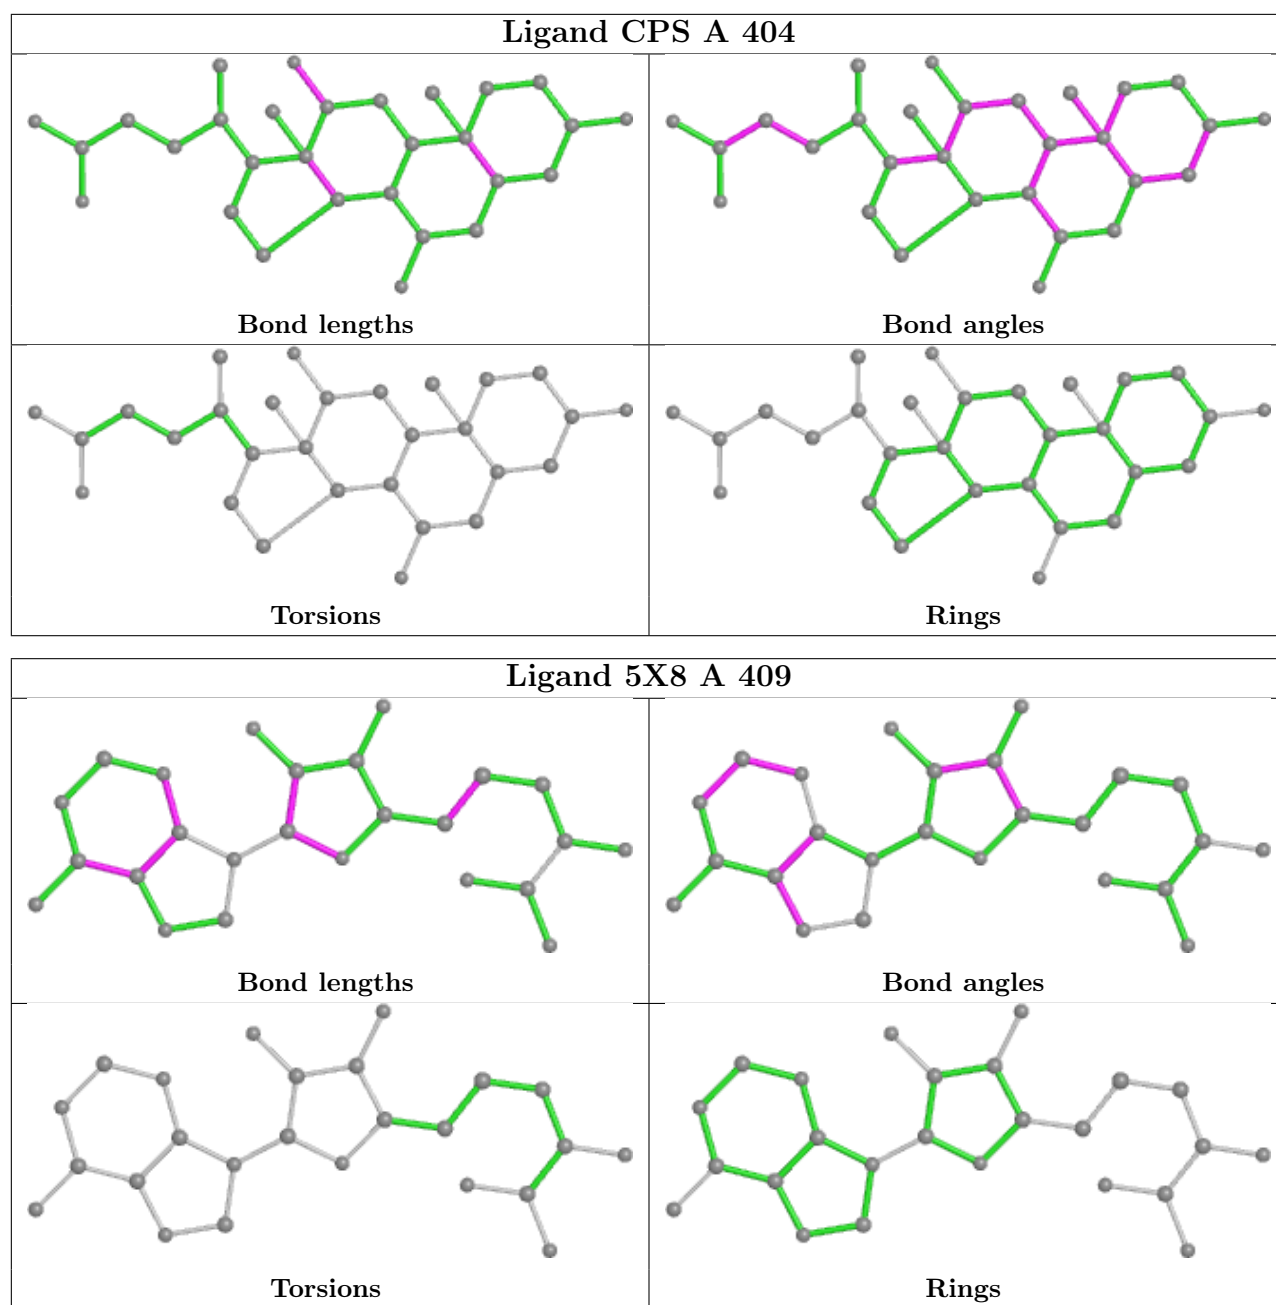 Ligand CPS A 404
Bond lengths
Bond angles
Torsions
Rings
Ligand 5X8 A 409
Bond lengths
Bond angles
Torsions
Rings